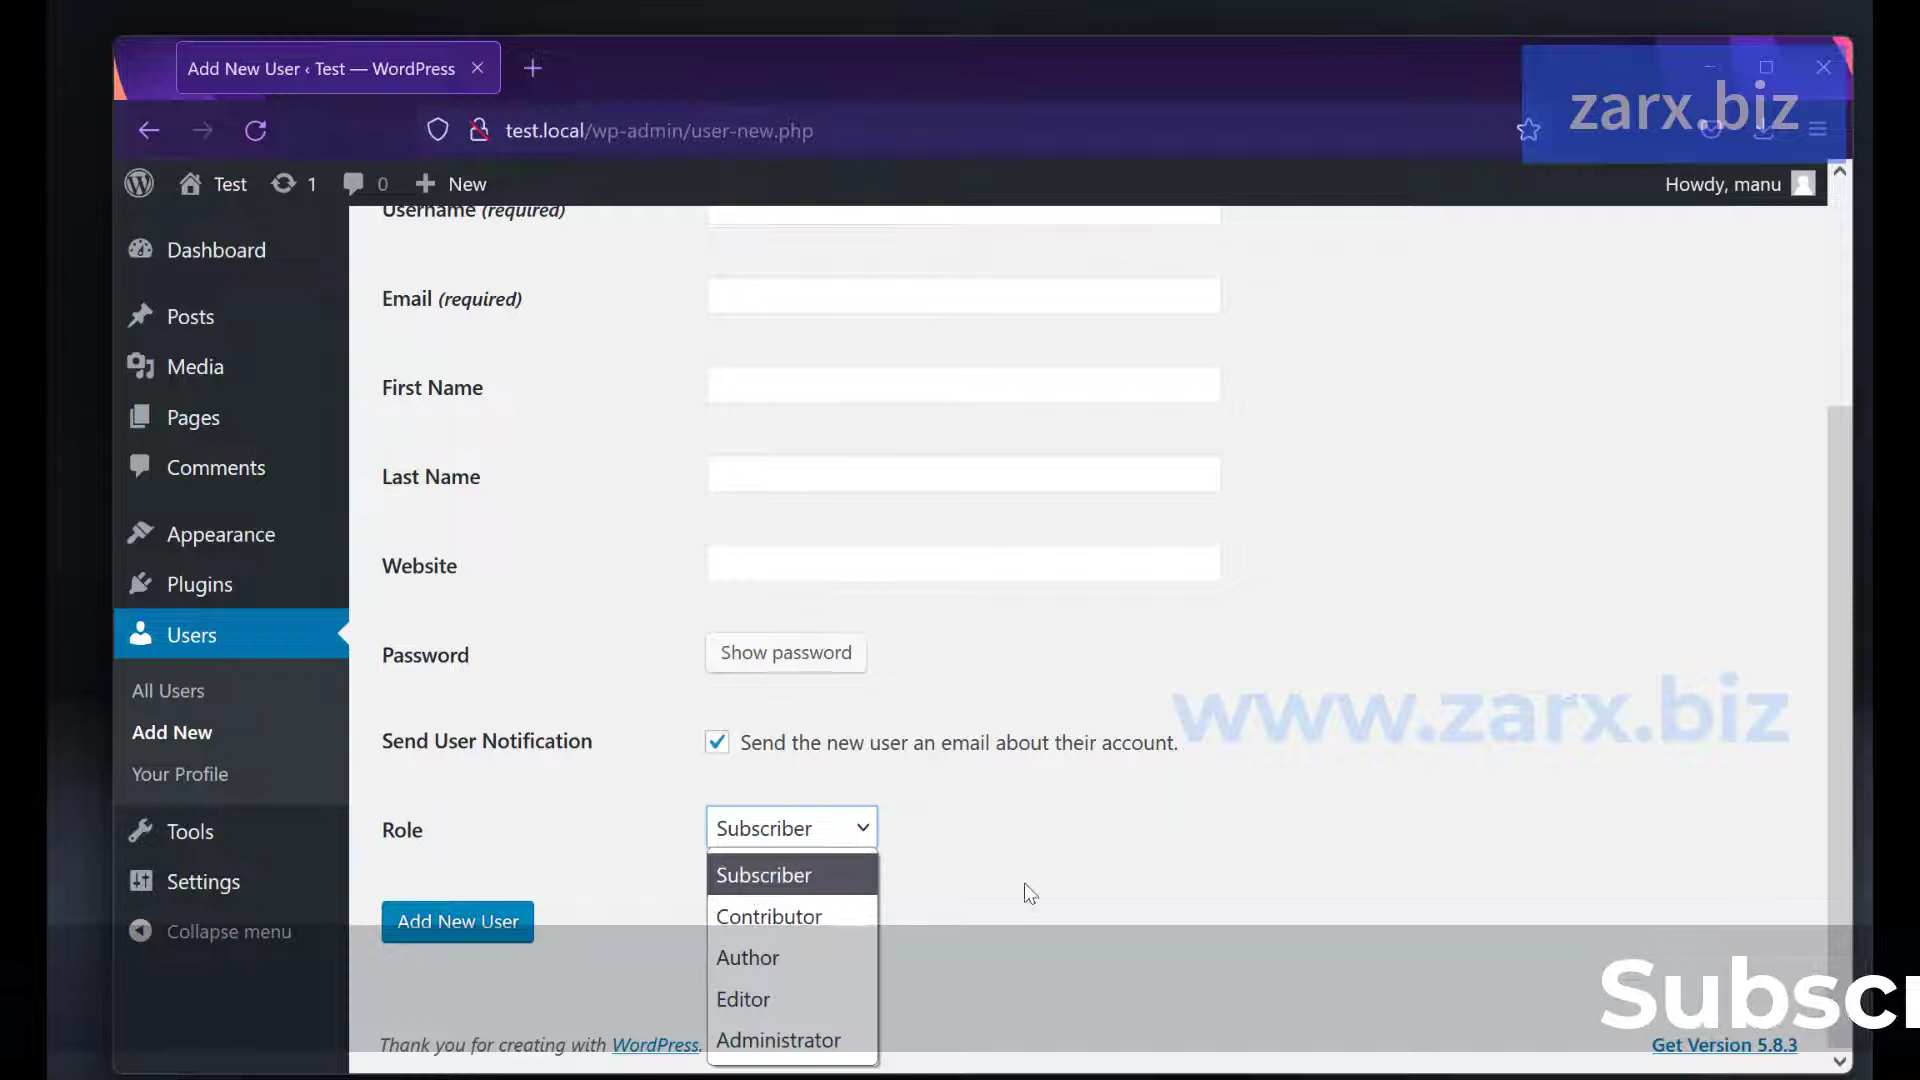 Add New User ‹ Test — WordPress
zarx.biz
test.local/wp-admin/user-new.php
Test 1 0 New Howdy, manu
Username (required)
Dashboard
Email (required)
Posts
Media
First Name
Pages
Comments
Last Name
Appearance
Website
Plugins
Users
Password Show password
All Users
www.zarx.biz
Add New
Send User Notification Send the new user an email about their account.
Your Profile
Role Subscriber
Tools
Subscriber
Settings
Contributor
Add New User
Collapse menu
Author
Editor
Subscr
Administrator
Thank you for creating with WordPress.
Get Version 5.8.3